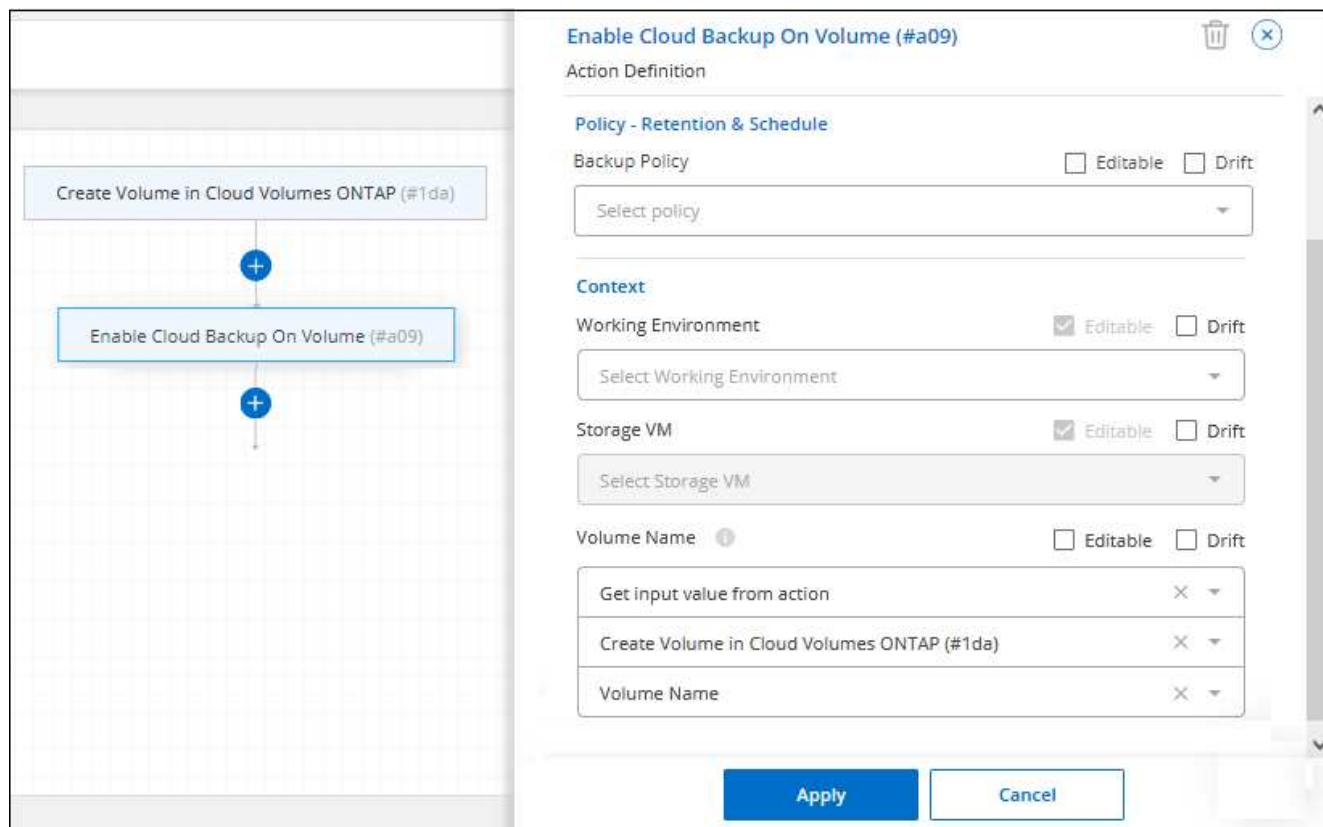 Create Volume in Cloud Volumes ONTAP (#1da)
Enable Cloud Backup On Volume (#a09)
Enable Cloud Backup On Volume (#a09)
Action Definition
Policy - Retention & Schedule
Backup Policy Editable Drift
Select policy
Context
Working Environment Editable Drift
Select Working Environment
Storage VM Editable Drift
Select Storage VM
Volume Name Editable Drift
Get input value from action
Create Volume in Cloud Volumes ONTAP (#1da)
Volume Name
Apply Cancel